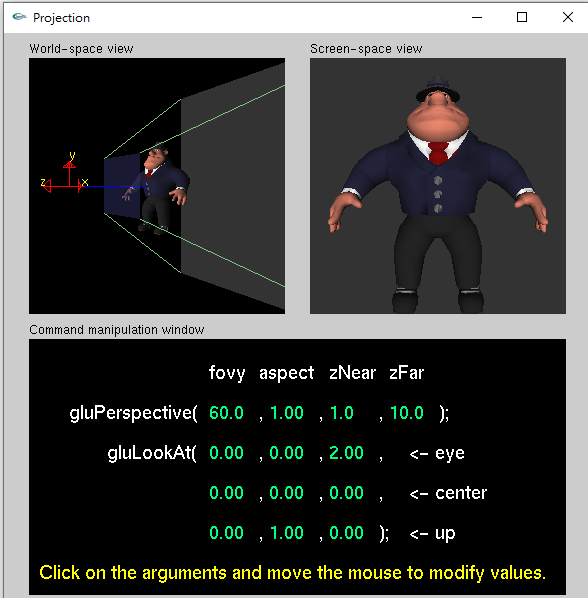 Projection
World-space view
Screen-space view
y
z
x
Command manipulation window
fovy aspect zNear zFar
gluPerspective( 60.0 , 1.00 , 1.0 , 10.0 );
gluLookAt( 0.00 , 0.00 , 2.00 , <- eye
0.00 , 0.00 , 0.00 , <- center
0.00 , 1.00 , 0.00 ); <- up
Click on the arguments and move the mouse to modify values.